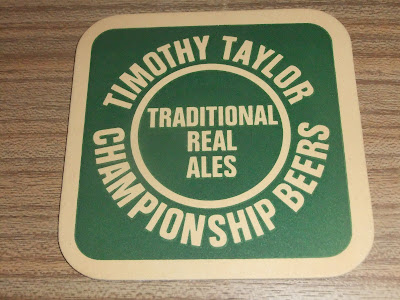 TIMOTHY TAYLOR
TRADITIONAL
REAL
ALES
CHAMPIONSHIP BEERS